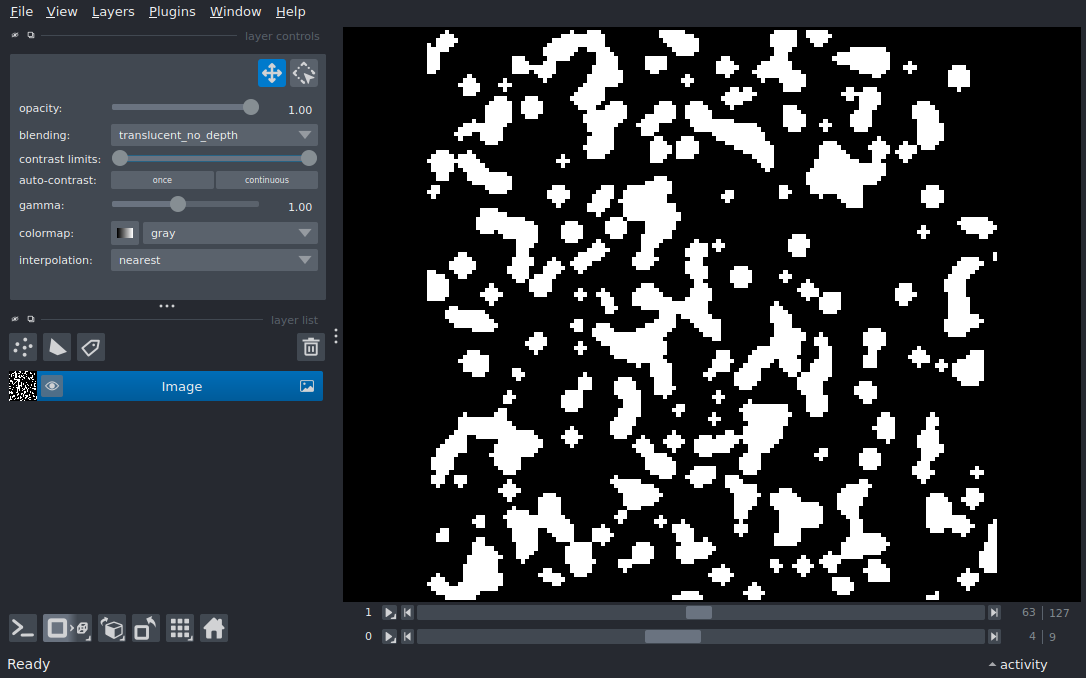 File View Layers Plugins Window Help
layer controls
opacity: 1.00
blending: translucent_no_depth
contrast limits:
auto-contrast: once continuous
gamma: 1.00
colormap: gray
interpolation: nearest
layer list
Image
1 63 127
0 4 9
Ready activity